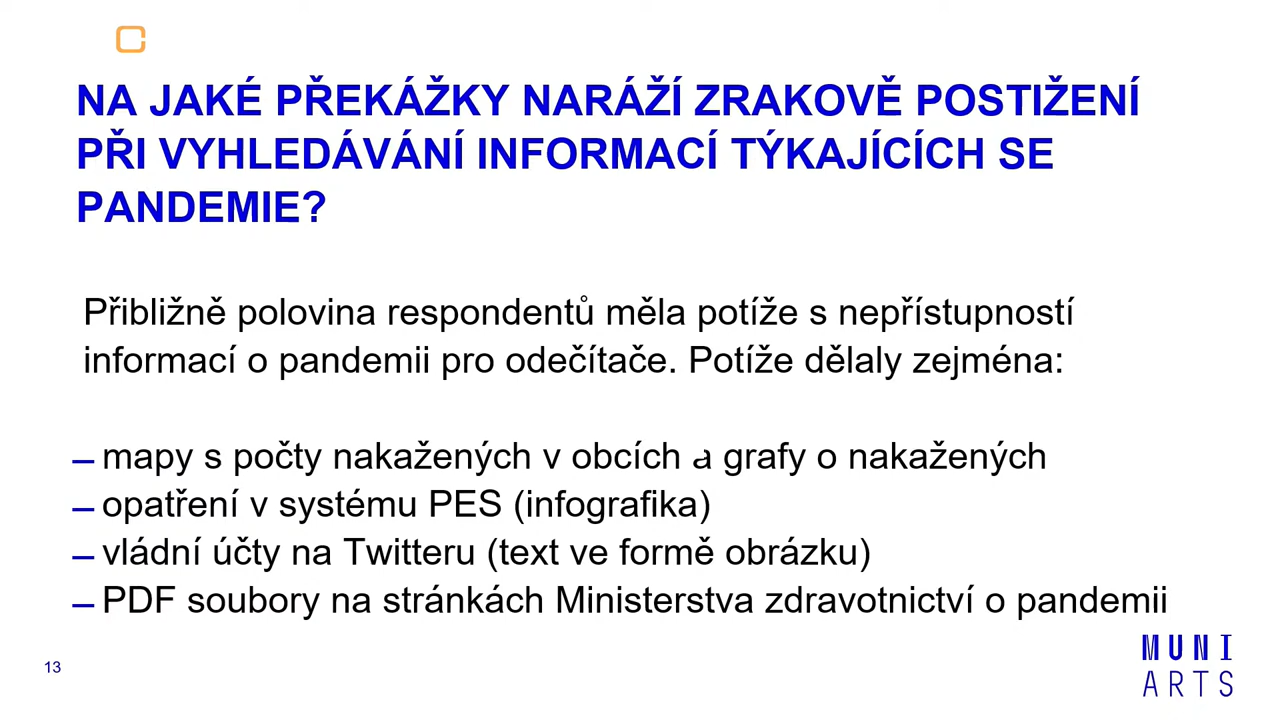 NA JAKÉ PŘEKÁŽKY NARÁŽÍ ZRAKOVĚ POSTIŽENÍ
PŘI VYHLEDÁVÁNÍ INFORMACÍ TÝKAJÍCÍCH SE
PANDEMIE?
Přibližně polovina respondentů měla potíže s nepřístupností
informací o pandemii pro odečítače. Potíže dělaly zejména:
– mapy s počty nakažených v obcích a grafy o nakažených
– opatření v systému PES (infografika)
– vládní účty na Twitteru (text ve formě obrázku)
– PDF soubory na stránkách Ministerstva zdravotnictví o pandemii
13
MUNI
ARTS